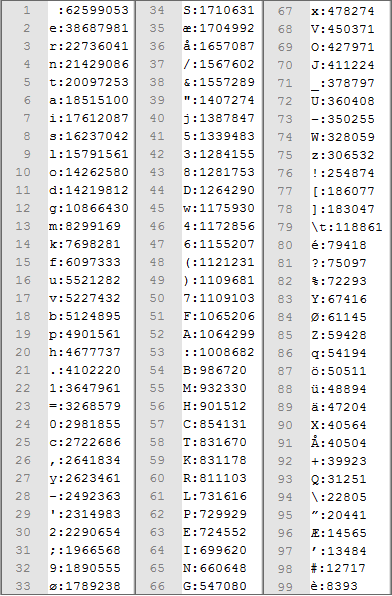 1  :62599053
2 e:38687981
3 r:22736041
4 n:21429086
5 t:20097253
6 a:18515100
7 i:17612087
8 s:16237042
9 l:15791561
10 o:14262580
11 d:14219812
12 g:10866430
13 m:8299169
14 k:7698281
15 f:6097333
16 u:5521282
17 v:5227432
18 b:5124895
19 p:4901561
20 h:4677737
21 .:4102220
22 1:3647961
23 =:3268579
24 0:2981855
25 c:2722686
26 ,:2641834
27 y:2623461
28 -:2492363
29 ':2314983
30 2:2290654
31 ;:1966568
32 9:1890555
33 ø:1789238
34 S:1710631
35 æ:1704992
36 å:1657087
37 /:1567602
38 &:1557289
39 ":1407274
40 j:1387847
41 5:1339483
42 3:1284155
43 8:1281753
44 D:1264290
45 w:1175930
46 4:1172856
47 6:1155207
48 (:1121231
49 ):1109681
50 7:1109103
51 F:1065206
52 A:1064299
53 ::1008682
54 B:986720
55 M:932330
56 H:901512
57 C:854131
58 T:831670
59 K:831178
60 R:811103
61 L:731616
62 P:729929
63 E:724552
64 I:699620
65 N:660648
66 G:547080
67 x:478274
68 V:450371
69 O:427971
70 J:411224
71 _:378797
72 U:360408
73 –:350255
74 W:328059
75 z:306532
76 !:254874
77 [:186077
78 ]:183047
79 \t:118861
80 é:79418
81 ?:75097
82 %:72293
83 Y:67416
84 Ø:61145
85 Z:59428
86 q:54194
87 ö:50511
88 ü:48894
89 ä:47204
90 X:40564
91 Å:40504
92 +:39923
93 Q:31251
94 \:22805
95 ”:20441
96 Æ:14565
97 ’:13484
98 #:12717
99 è:8393